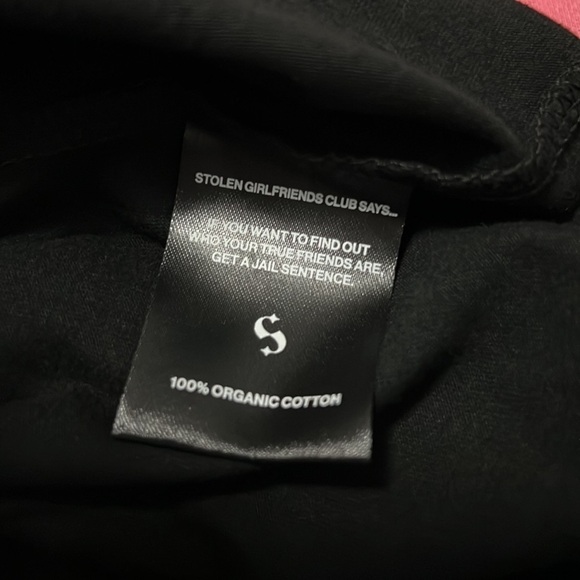 STOLEN GIRLFRIENDS CLUB SAYS...
IF YOU WANT TO FIND OUT
WHO YOUR TRUE FRIENDS ARE,
GET A JAIL SENTENCE.
S
100% ORGANIC COTTON